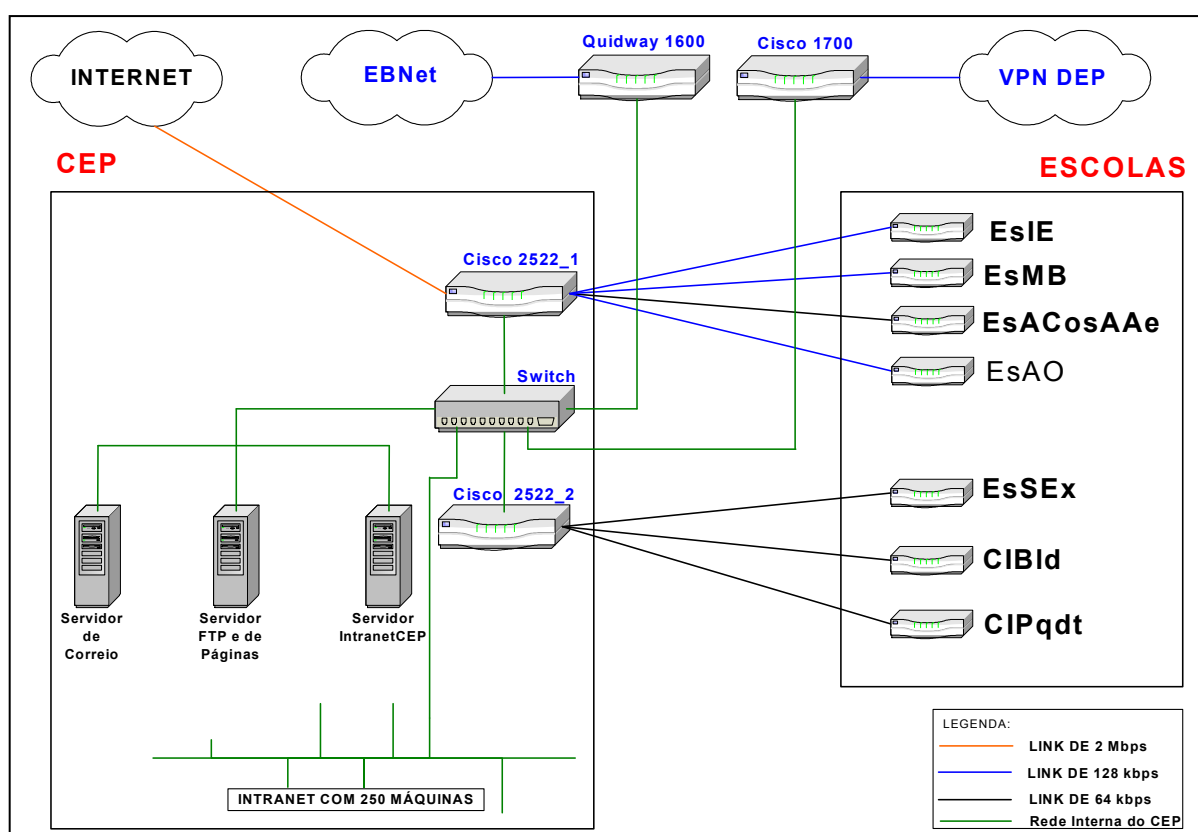 Quidway 1600
Cisco 1700
INTERNET
EBNet
VPN DEP
CEP
ESCOLAS
Cisco 2522_1
EsIE
EsMB
EsACosAAe
EsAO
Switch
Cisco 2522_2
EsSEx
CIBld
CIPqdt
Servidor
de
Correio
Servidor
FTP e de
Páginas
Servidor
IntranetCEP
INTRANET COM 250 MÁQUINAS
LEGENDA:
LINK DE 2 Mbps
LINK DE 128 kbps
LINK DE 64 kbps
Rede Interna do CEP